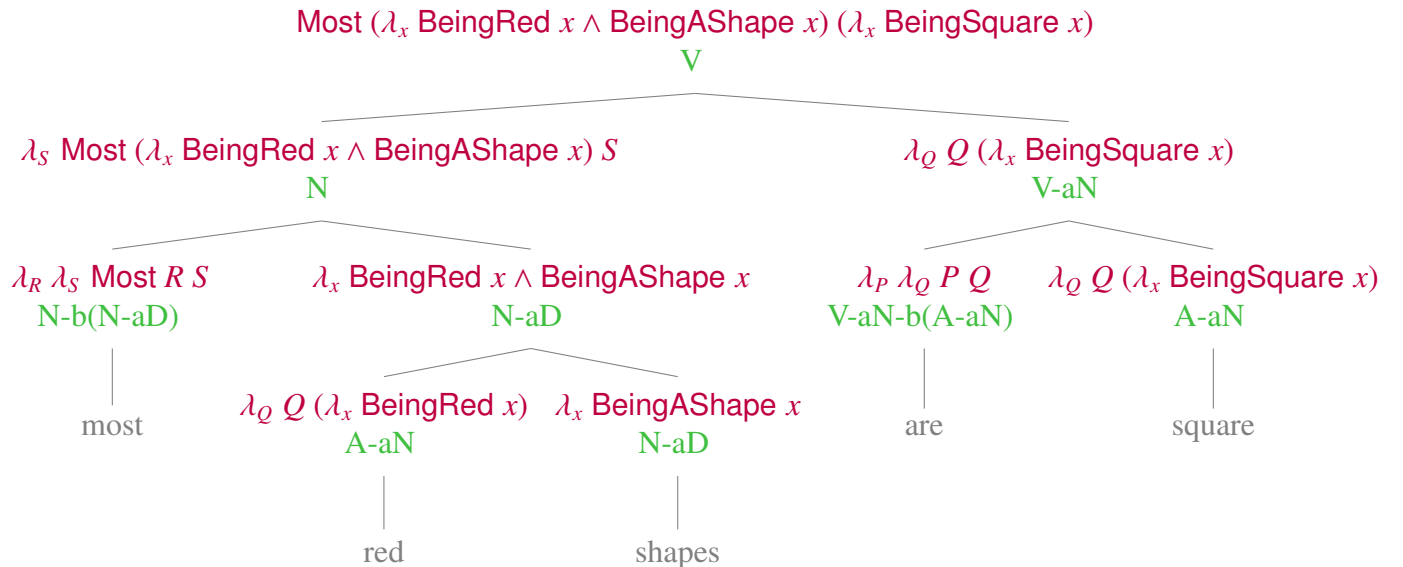 Most (λx BeingRed x ∧ BeingAShape x) (λx BeingSquare x)
V
λS Most (λx BeingRed x ∧ BeingAShape x) S λQ Q (λx BeingSquare x)
N V-aN
λR λS Most R S λx BeingRed x ∧ BeingAShape x λP λQ P Q λQ Q (λx BeingSquare x)
N-b(N-aD) N-aD V-aN-b(A-aN) A-aN
λQ Q (λx BeingRed x) λx BeingAShape x
most A-aN N-aD are square
red shapes